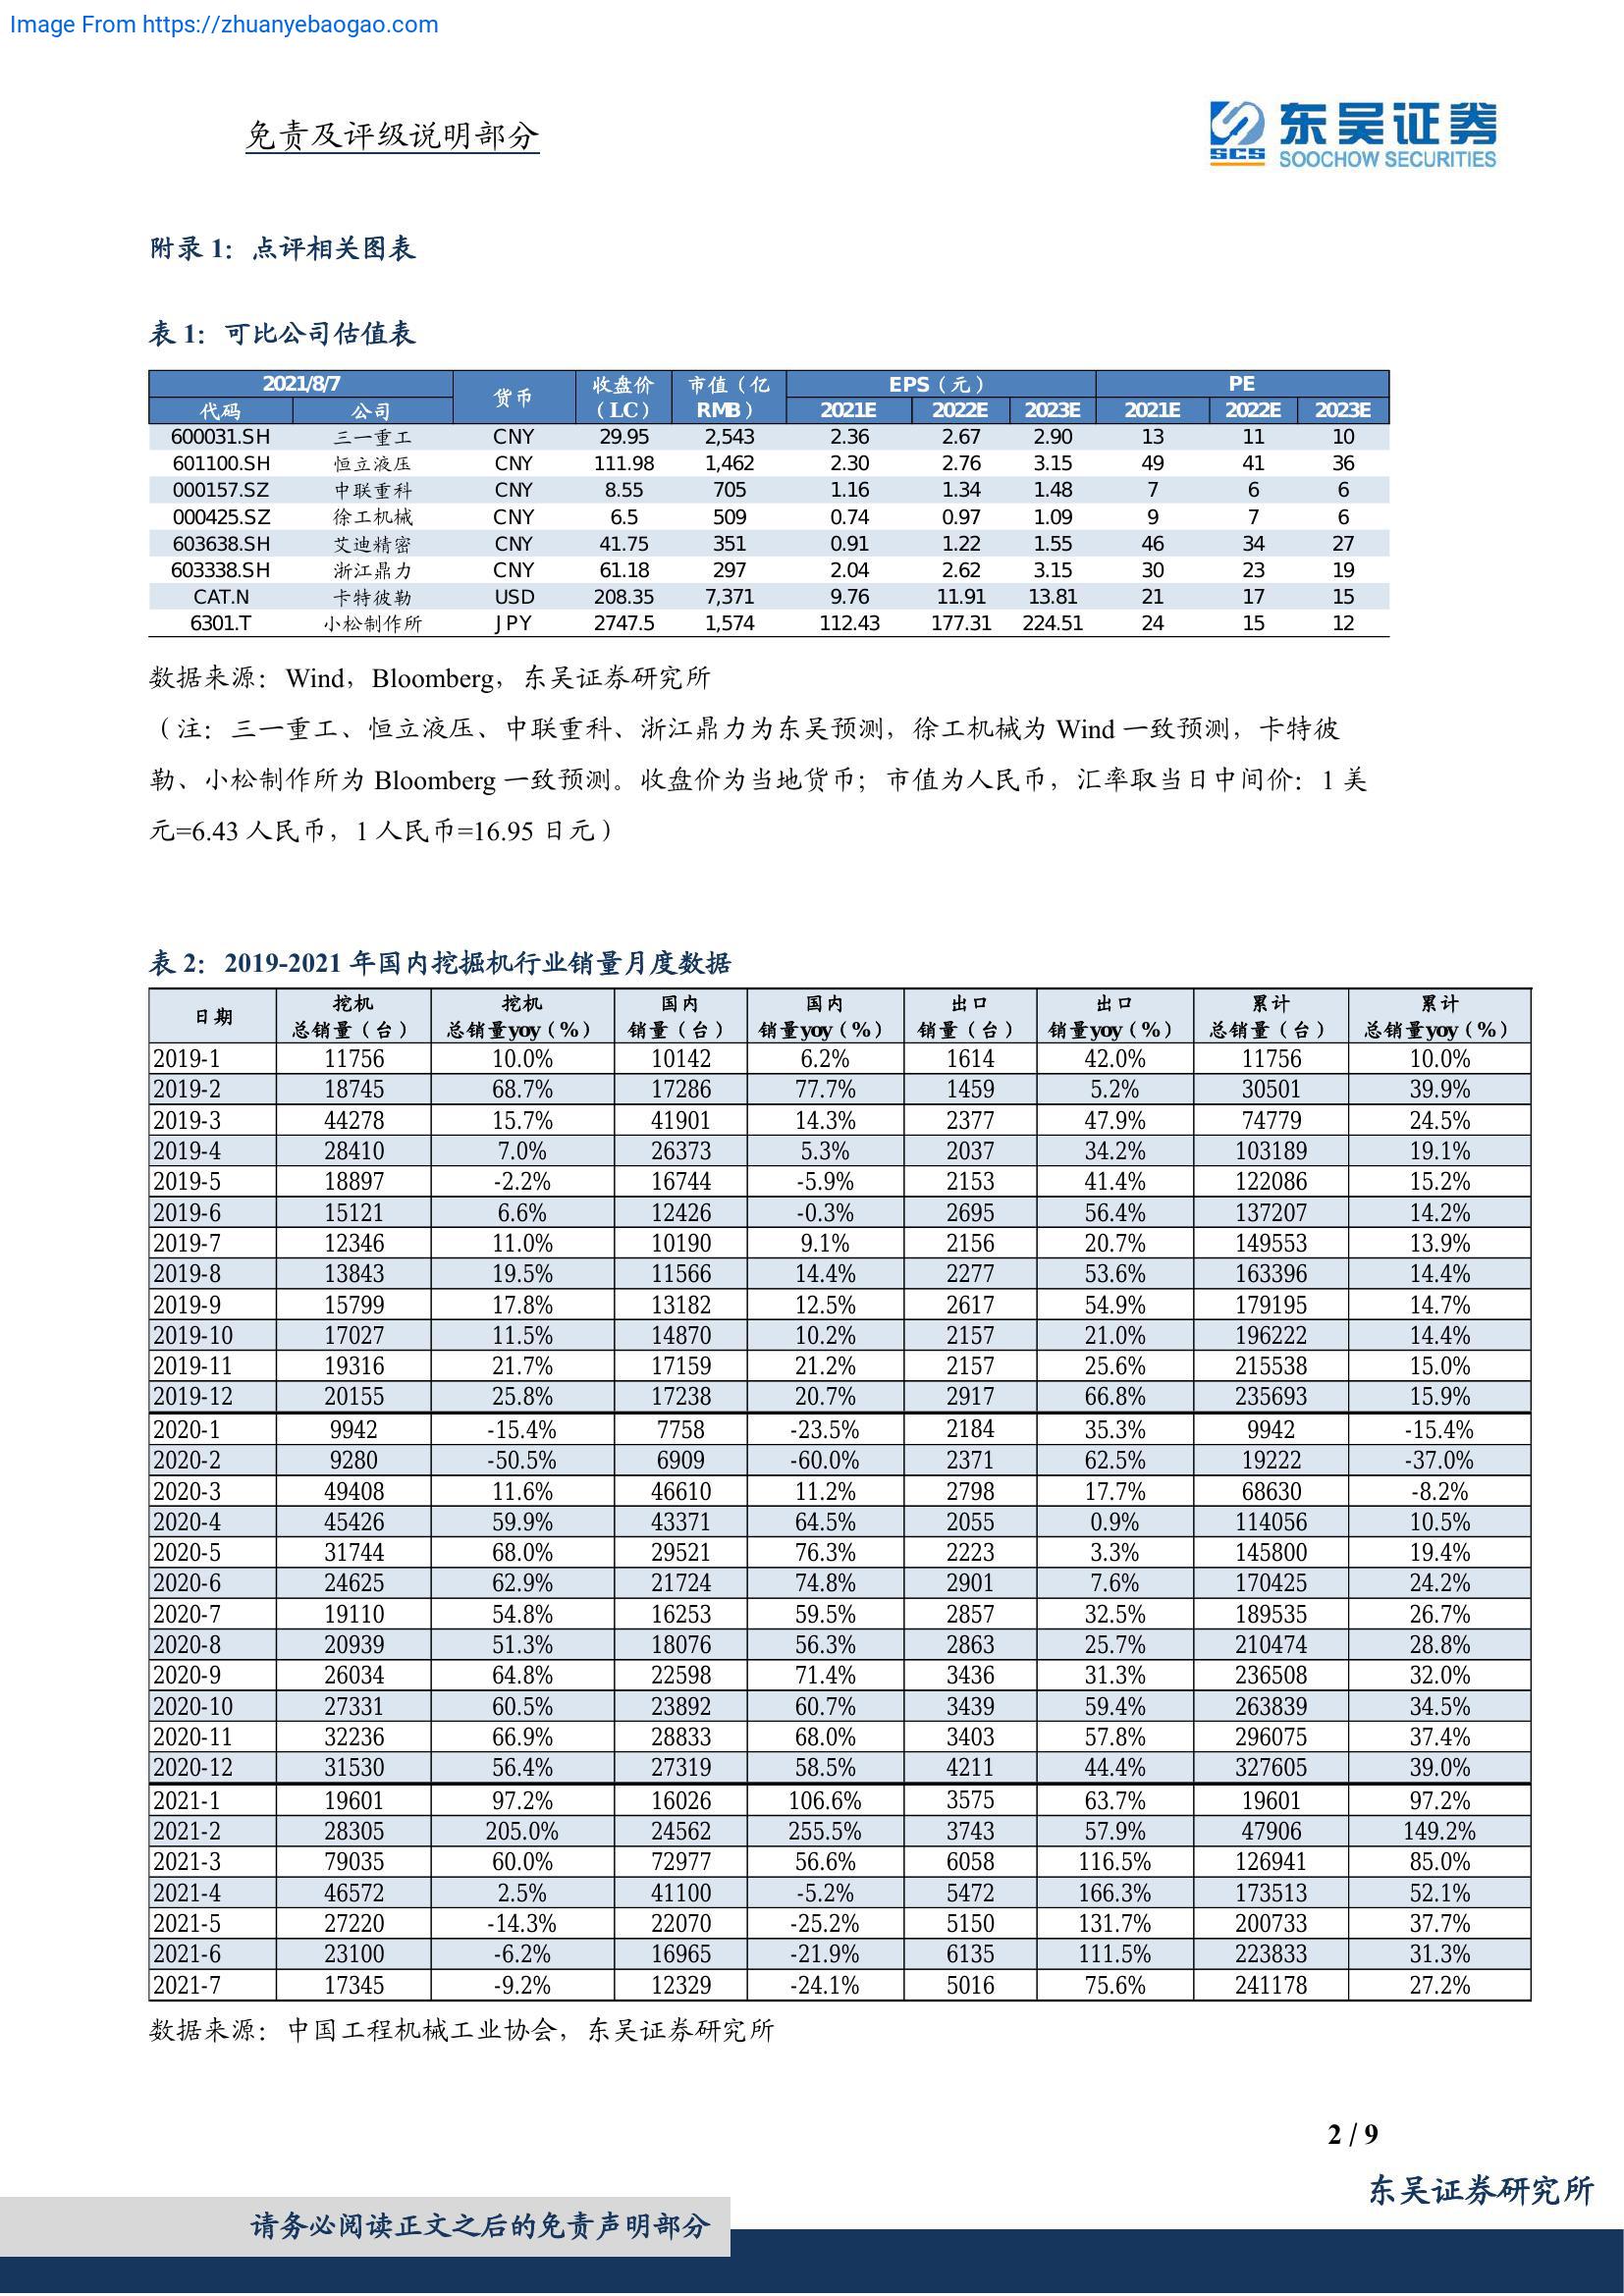 Image From https://zhuanyebaogao.com
免责及评级说明部分
东吴证券
SCS SOOCHOW SECURITIES
附录 1：点评相关图表
表 1：可比公司估值表
2021/8/7 货币 收盘价（LC） 市值（亿RMB） EPS（元） PE
代码 公司 2021E 2022E 2023E 2021E 2022E 2023E
600031.SH 三一重工 CNY 29.95 2,543 2.36 2.67 2.90 13 11 10
601100.SH 恒立液压 CNY 111.98 1,462 2.30 2.76 3.15 49 41 36
000157.SZ 中联重科 CNY 8.55 705 1.16 1.34 1.48 7 6 6
000425.SZ 徐工机械 CNY 6.5 509 0.74 0.97 1.09 9 7 6
603638.SH 艾迪精密 CNY 41.75 351 0.91 1.22 1.55 46 34 27
603338.SH 浙江鼎力 CNY 61.18 297 2.04 2.62 3.15 30 23 19
CAT.N 卡特彼勒 USD 208.35 7,371 9.76 11.91 13.81 21 17 15
6301.T 小松制作所 JPY 2747.5 1,574 112.43 177.31 224.51 24 15 12
数据来源：Wind，Bloomberg，东吴证券研究所
（注：三一重工、恒立液压、中联重科、浙江鼎力为东吴预测，徐工机械为 Wind 一致预测，卡特彼
勒、小松制作所为 Bloomberg 一致预测。收盘价为当地货币；市值为人民币，汇率取当日中间价：1 美
元=6.43 人民币，1 人民币=16.95 日元）
表 2：2019-2021 年国内挖掘机行业销量月度数据
日期 挖机 挖机 国内 国内 出口 出口 累计 累计
总销量（台） 总销量yoy（%） 销量（台） 销量yoy（%） 销量（台） 销量yoy（%） 总销量（台） 总销量yoy（%）
2019-1 11756 10.0% 10142 6.2% 1614 42.0% 11756 10.0%
2019-2 18745 68.7% 17286 77.7% 1459 5.2% 30501 39.9%
2019-3 44278 15.7% 41901 14.3% 2377 47.9% 74779 24.5%
2019-4 28410 7.0% 26373 5.3% 2037 34.2% 103189 19.1%
2019-5 18897 -2.2% 16744 -5.9% 2153 41.4% 122086 15.2%
2019-6 15121 6.6% 12426 -0.3% 2695 56.4% 137207 14.2%
2019-7 12346 11.0% 10190 9.1% 2156 20.7% 149553 13.9%
2019-8 13843 19.5% 11566 14.4% 2277 53.6% 163396 14.4%
2019-9 15799 17.8% 13182 12.5% 2617 54.9% 179195 14.7%
2019-10 17027 11.5% 14870 10.2% 2157 21.0% 196222 14.4%
2019-11 19316 21.7% 17159 21.2% 2157 25.6% 215538 15.0%
2019-12 20155 25.8% 17238 20.7% 2917 66.8% 235693 15.9%
2020-1 9942 -15.4% 7758 -23.5% 2184 35.3% 9942 -15.4%
2020-2 9280 -50.5% 6909 -60.0% 2371 62.5% 19222 -37.0%
2020-3 49408 11.6% 46610 11.2% 2798 17.7% 68630 -8.2%
2020-4 45426 59.9% 43371 64.5% 2055 0.9% 114056 10.5%
2020-5 31744 68.0% 29521 76.3% 2223 3.3% 145800 19.4%
2020-6 24625 62.9% 21724 74.8% 2901 7.6% 170425 24.2%
2020-7 19110 54.8% 16253 59.5% 2857 32.5% 189535 26.7%
2020-8 20939 51.3% 18076 56.3% 2863 25.7% 210474 28.8%
2020-9 26034 64.8% 22598 71.4% 3436 31.3% 236508 32.0%
2020-10 27331 60.5% 23892 60.7% 3439 59.4% 263839 34.5%
2020-11 32236 66.9% 28833 68.0% 3403 57.8% 296075 37.4%
2020-12 31530 56.4% 27319 58.5% 4211 44.4% 327605 39.0%
2021-1 19601 97.2% 16026 106.6% 3575 63.7% 19601 97.2%
2021-2 28305 205.0% 24562 255.5% 3743 57.9% 47906 149.2%
2021-3 79035 60.0% 72977 56.6% 6058 116.5% 126941 85.0%
2021-4 46572 2.5% 41100 -5.2% 5472 166.3% 173513 52.1%
2021-5 27220 -14.3% 22070 -25.2% 5150 131.7% 200733 37.7%
2021-6 23100 -6.2% 16965 -21.9% 6135 111.5% 223833 31.3%
2021-7 17345 -9.2% 12329 -24.1% 5016 75.6% 241178 27.2%
数据来源：中国工程机械工业协会，东吴证券研究所
2 / 9
东吴证券研究所
请务必阅读正文之后的免责声明部分